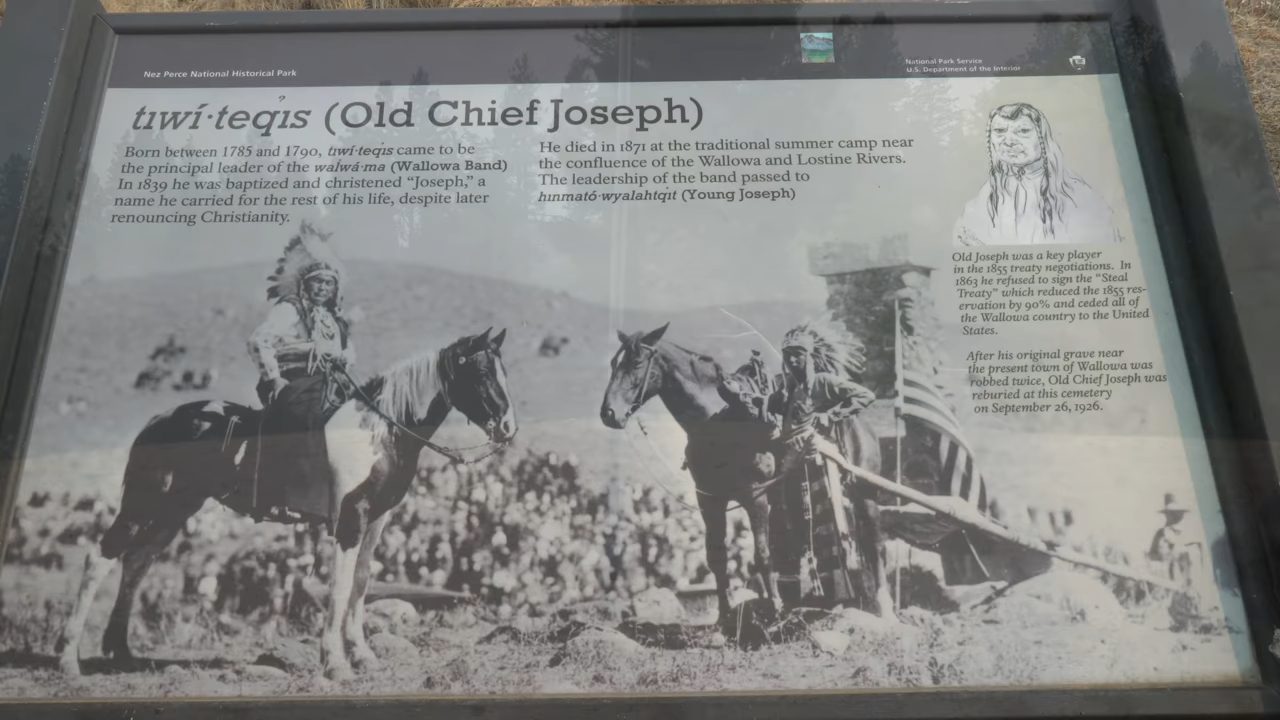 Nez Perce National Historical Park
National Park Service
U.S. Department of the Interior
tıwí·teqı̓s (Old Chief Joseph)
Born between 1785 and 1790, tıwí·teqı̓s came to be
the principal leader of the walwá·ma (Wallowa Band)
In 1839 he was baptized and christened “Joseph,” a
name he carried for the rest of his life, despite later
renouncing Christianity.
He died in 1871 at the traditional summer camp near
the confluence of the Wallowa and Lostine Rivers.
The leadership of the band passed to
hınmató·wyalahtq̓ıt (Young Joseph)
Old Joseph was a key player
in the 1855 treaty negotiations. In
1863 he refused to sign the “Steal
Treaty” which reduced the 1855 res-
ervation by 90% and ceded all of
the Wallowa country to the United
States.
After his original grave near
the present town of Wallowa was
robbed twice, Old Chief Joseph was
reburied at this cemetery
on September 26, 1926.